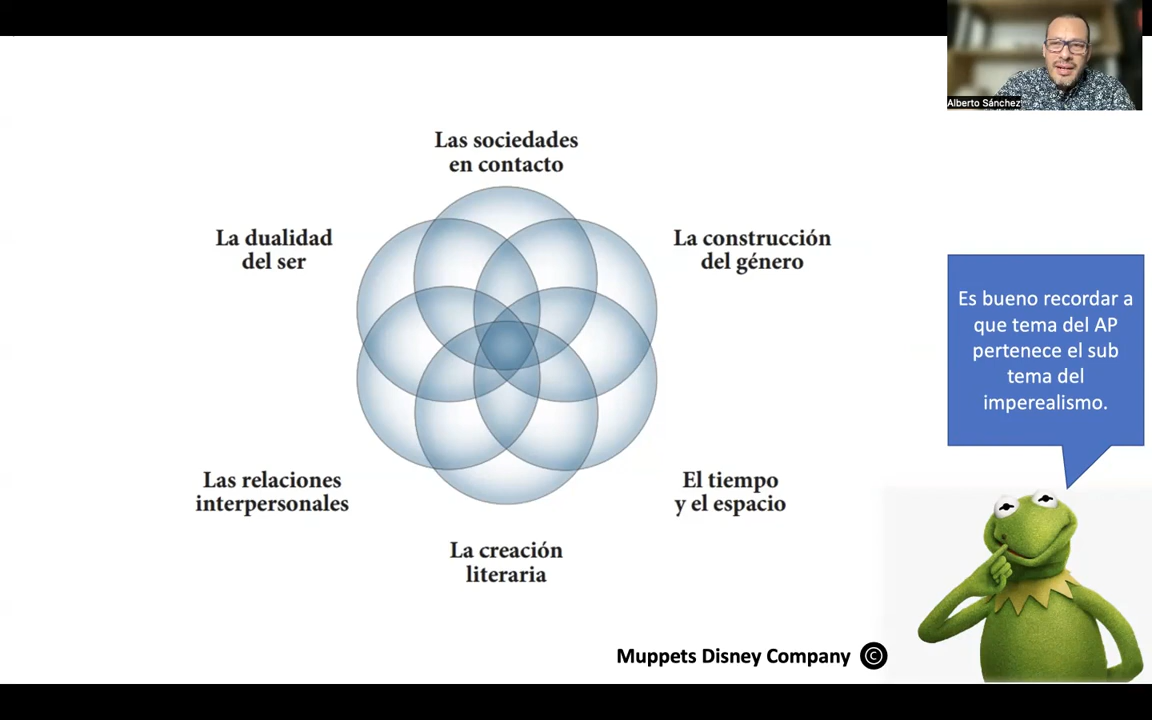 Alberto Sánchez
Las sociedades
en contacto
La dualidad
del ser
La construcción
del género
Es bueno recordar a
que tema del AP
pertenece el sub
tema del
imperealismo.
Las relaciones
interpersonales
El tiempo
y el espacio
La creación
literaria
Muppets Disney Company ©